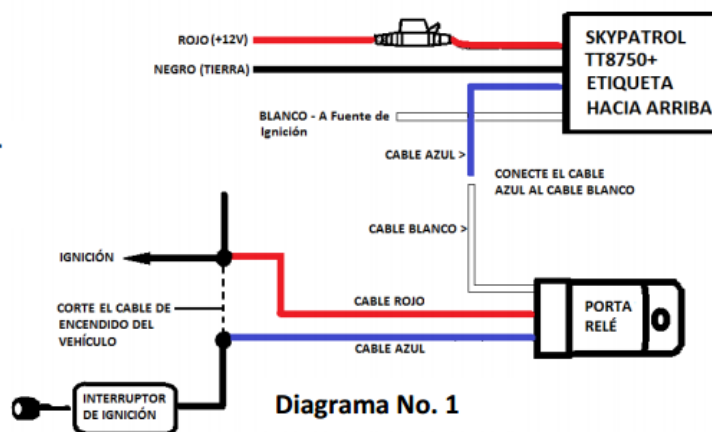 ROJO (+12V)
NEGRO (TIERRA)
SKYPATROL
TT8750+
ETIQUETA
HACIA ARRIBA
BLANCO - A Fuente de
Ignición
CABLE AZUL >
CONECTE EL CABLE
AZUL AL CABLE BLANCO
CABLE BLANCO >
IGNICIÓN
CORTE EL CABLE DE
ENCENDIDO DEL
VEHÍCULO
CABLE ROJO
CABLE AZUL
PORTA
RELÉ
INTERRUPTOR
DE IGNICIÓN
Diagrama No. 1